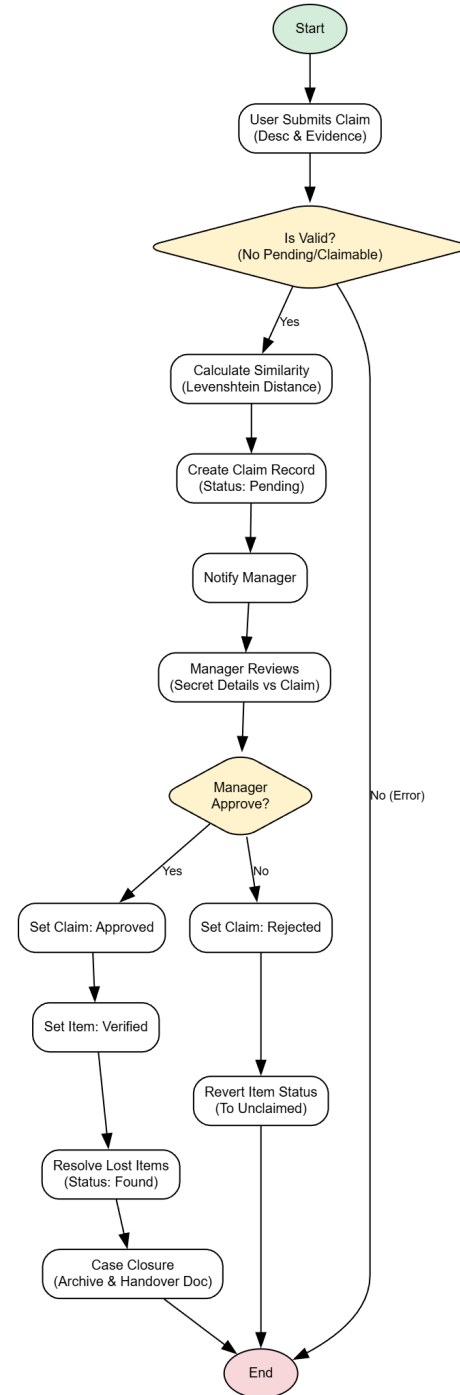 Start
User Submits Claim
(Desc & Evidence)
Is Valid?
(No Pending/Claimable)
Yes
Calculate Similarity
(Levenshtein Distance)
Create Claim Record
(Status: Pending)
Notify Manager
Manager Reviews
(Secret Details vs Claim)
Manager
Approve?
No (Error)
Yes
No
Set Claim: Approved
Set Claim: Rejected
Set Item: Verified
Revert Item Status
(To Unclaimed)
Resolve Lost Items
(Status: Found)
Case Closure
(Archive & Handover Doc)
End